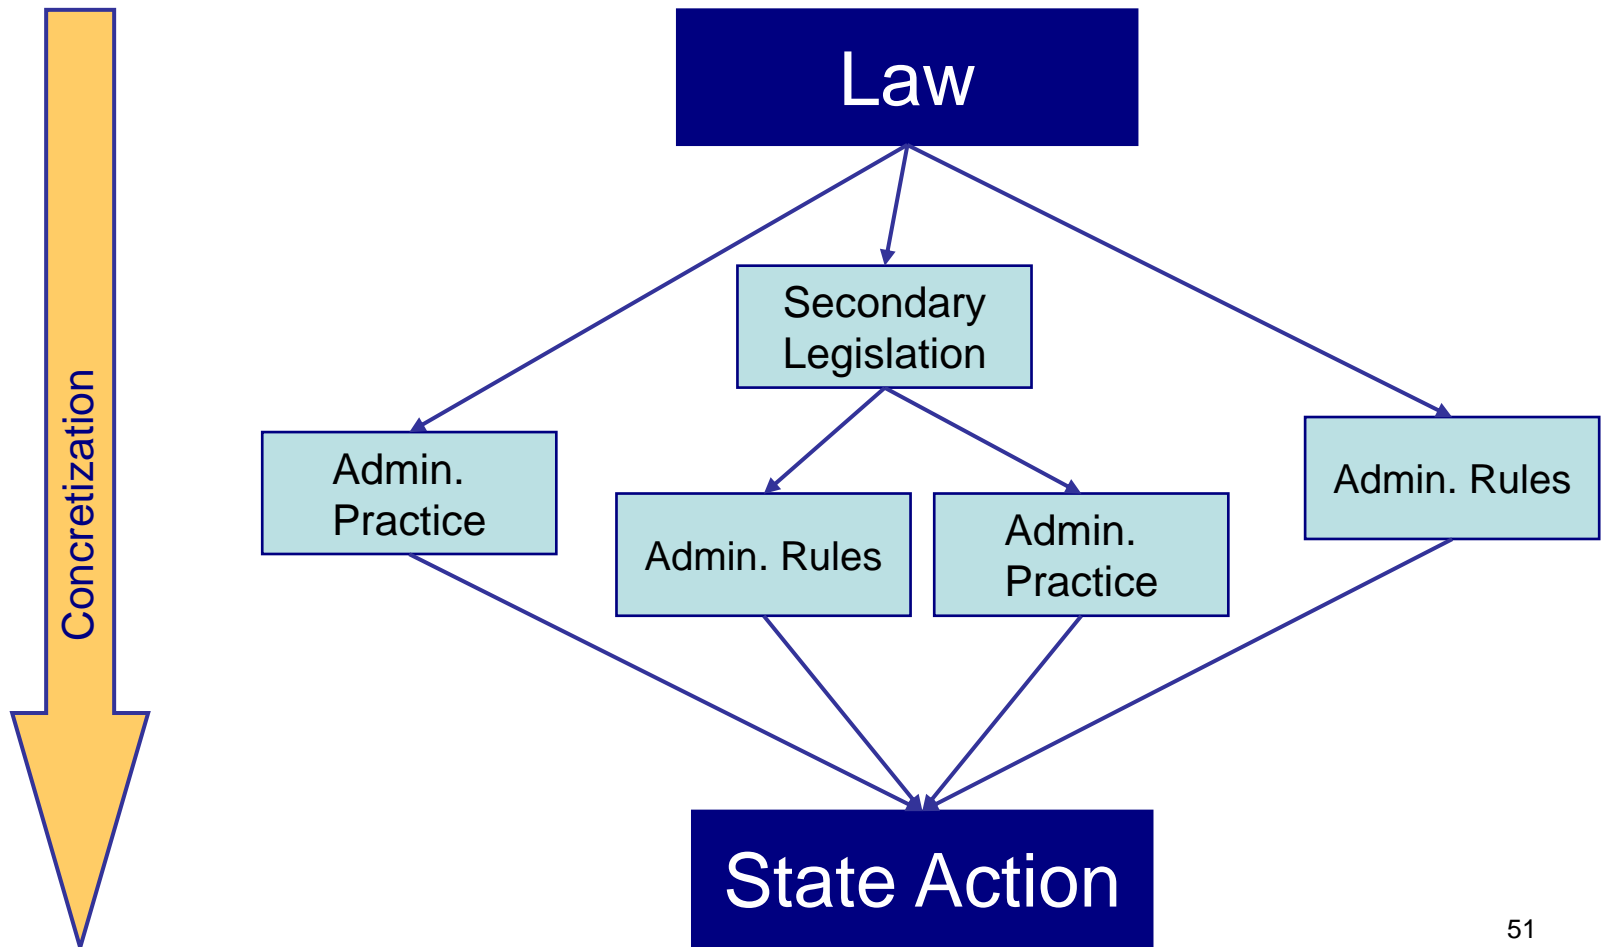 Law
Secondary
Legislation
Concretization
Admin.
Practice
Admin. Rules
Admin.
Practice
Admin. Rules
State Action
51